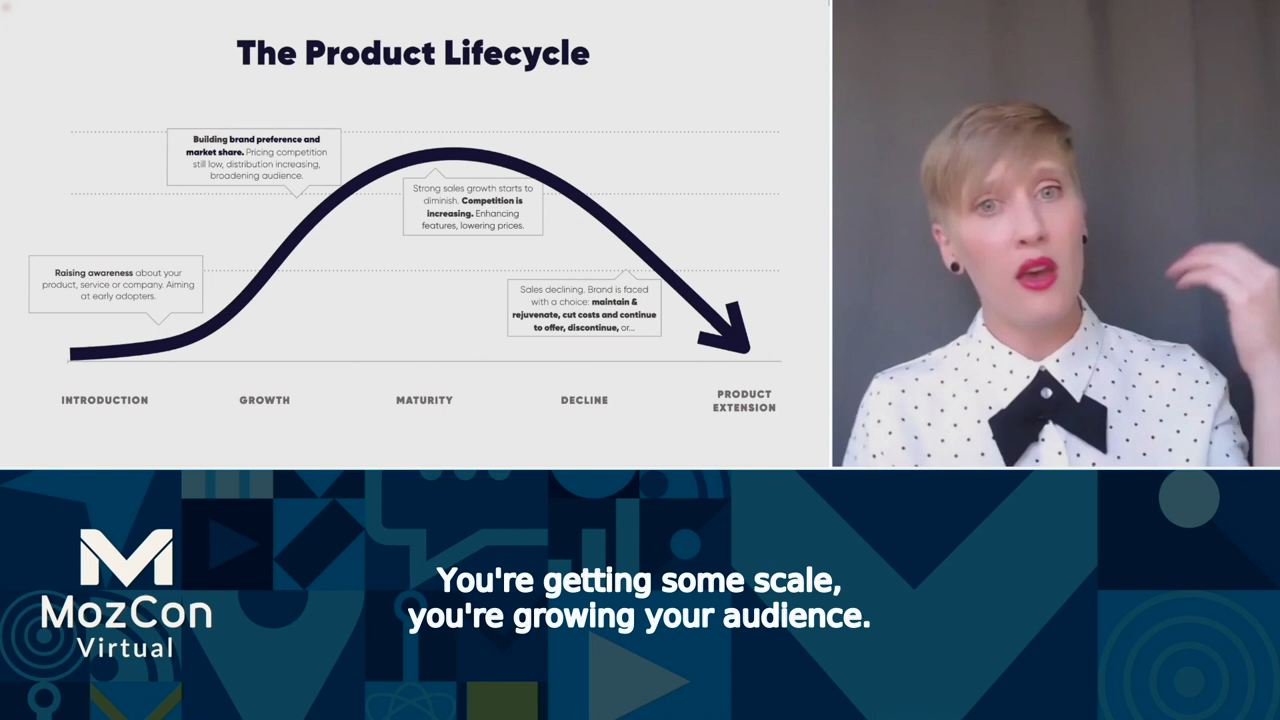 The Product Lifecycle
Building brand preference and
market share. Pricing competition
still low, distribution increasing,
broadening audience.
Strong sales growth starts to
diminish. Competition is
increasing. Enhancing
features, lowering prices.
Raising awareness about your
product, service or company. Aiming
at early adopters.
Sales declining. Brand is faced
with a choice: maintain &
rejuvenate, cut costs and continue
to offer, discontinue, or...
INTRODUCTION
GROWTH
MATURITY
DECLINE
PRODUCT
EXTENSION
You're getting some scale,
you're growing your audience.
MozCon
Virtual